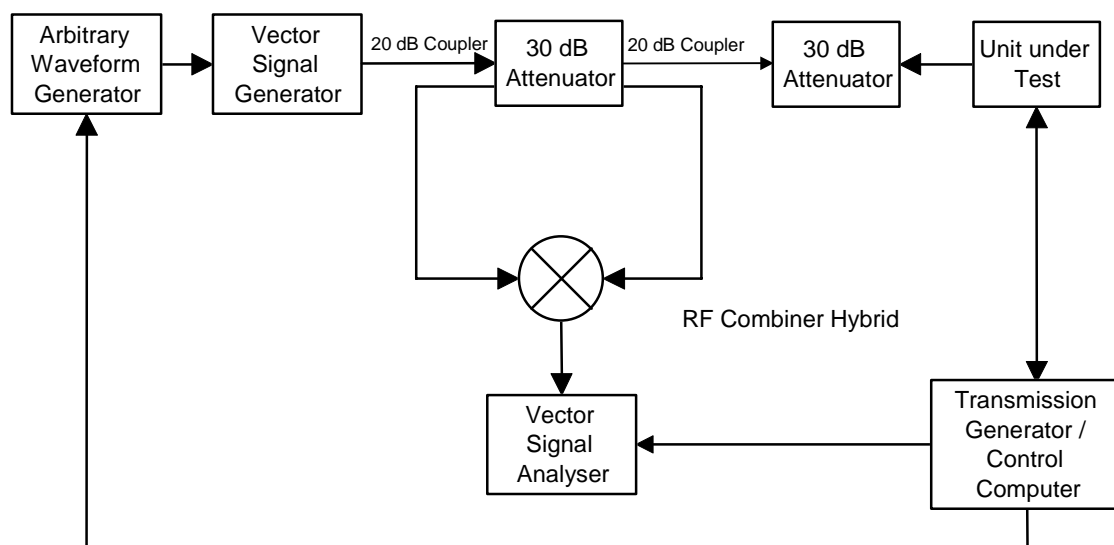 Arbitrary
Waveform
Generator
Vector
Signal
Generator
20 dB Coupler
30 dB
Attenuator
20 dB Coupler
30 dB
Attenuator
Unit under
Test
RF Combiner Hybrid
Vector
Signal
Analyser
Transmission
Generator /
Control
Computer